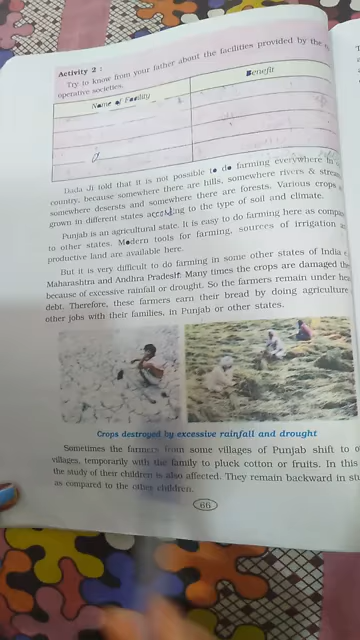 Activity 2 :
Try to know from your father about the facilities provided by the
operative societies.
Name of Facility Benefit
Dada Ji told that it is not possible to do farming everywhere in
country, because somewhere there are hills, somewhere rivers &
somewhere deserts and somewhere there are forests. Various crops
grown in different states according to the type of soil and climate.
Punjab is an agricultural state. It is easy to do farming here as
to other states. Modern tools for farming, sources of irrigation
productive land are available here.
But it is very difficult to do farming in some other states of India
Maharashtra and Andhra Pradesh. Many times the crops are damaged
because of excessive rainfall or drought. So the farmers remain under
debt. Therefore, these farmers earn their bread by doing agriculture
other jobs with their families, in Punjab or other states.
Crops destroyed by excessive rainfall and drought
Sometimes the farmers from some villages of Punjab shift to
villages, temporarily with the family to pluck cotton or fruits. In this
the study of their children is also affected. They remain backward in
as compared to the other children.
66